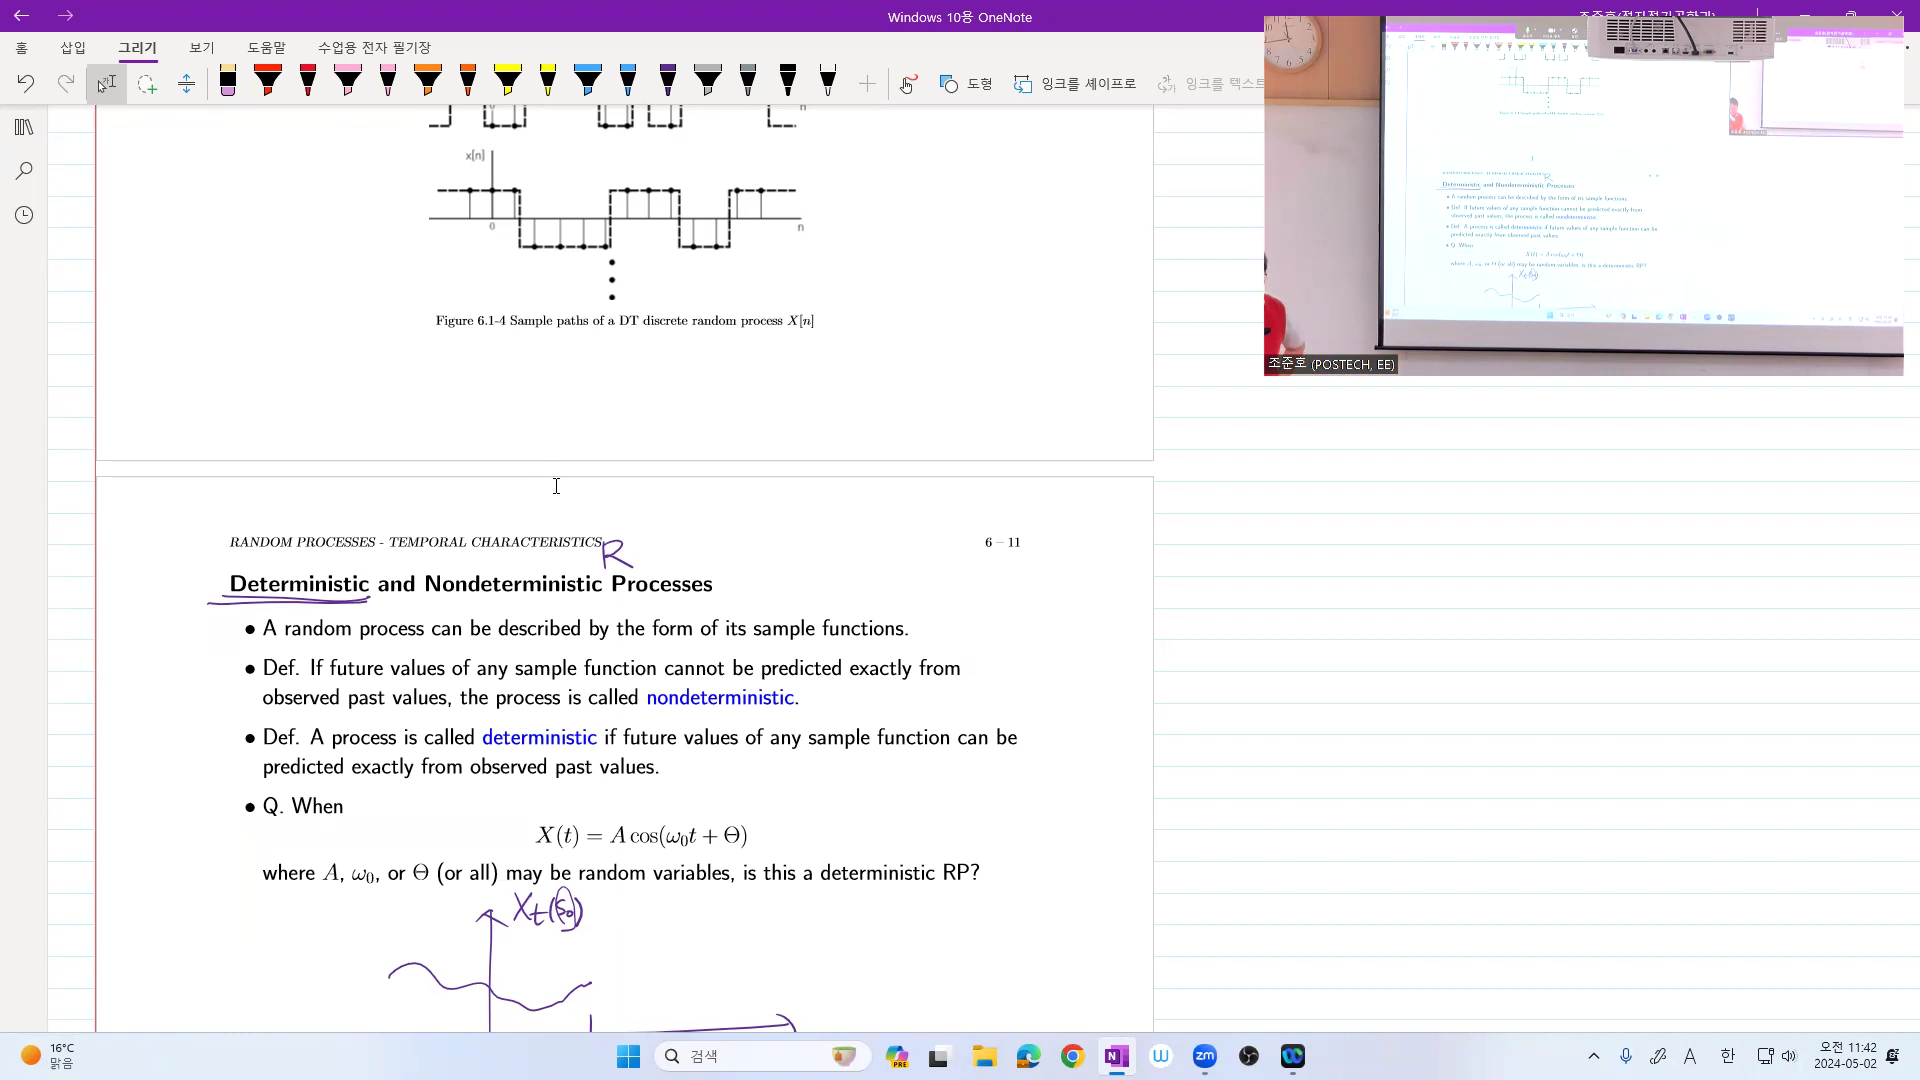 Windows 10용 OneNote
홈 삽입 그리기 보기 도움말 수업용 전자 필기장
도형 잉크를 셰이프로 잉크를 텍스트
n
x[n]
0
n
Figure 6.1-4 Sample paths of a DT discrete random process X[n]
조준호 (POSTECH, EE)
RANDOM PROCESSES - TEMPORAL CHARACTERISTICS
6 – 11
R
Deterministic and Nondeterministic Processes
• A random process can be described by the form of its sample functions.
• Def. If future values of any sample function cannot be predicted exactly from
observed past values, the process is called nondeterministic.
• Def. A process is called deterministic if future values of any sample function can be
predicted exactly from observed past values.
• Q. When
X(t) = A cos(ω₀t + Θ)
where A, ω₀, or Θ (or all) may be random variables, is this a deterministic RP?
Xt(s₀)
16°C
맑음
검색
PRE
N
W
zm
A
한
오전 11:42
2024-05-02